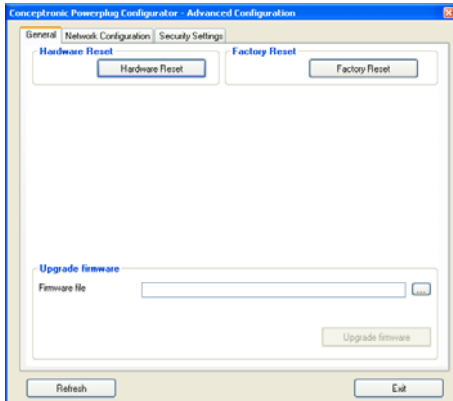 Conceptronic Powerplug Configurator - Advanced Configuration
General Network Configuration Security Settings
Hardware Reset Factory Reset
Hardware Reset Factory Reset
Upgrade firmware
Firmware file ...
Upgrade firmware
Refresh Exit